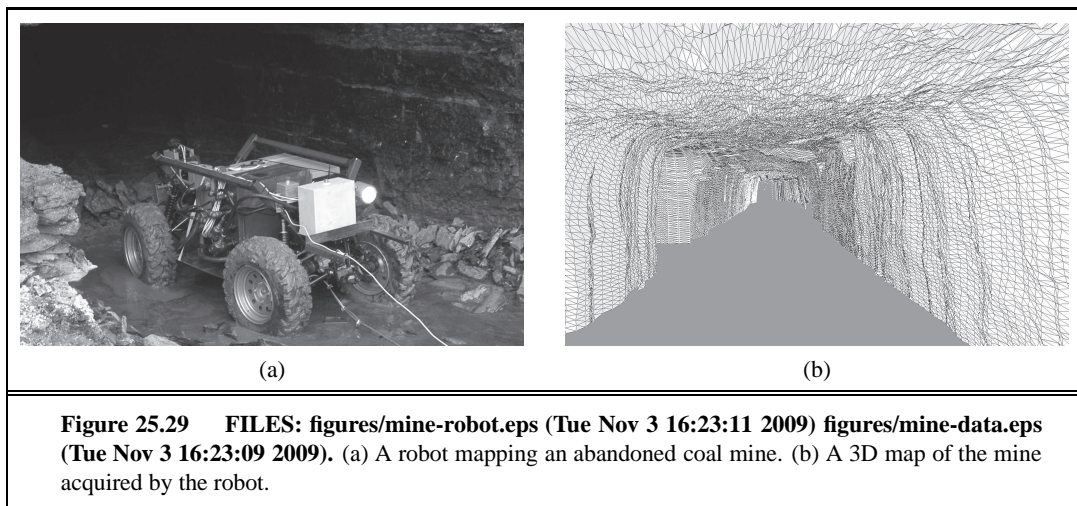 (a)
(b)
Figure 25.29 FILES: figures/mine-robot.eps (Tue Nov 3 16:23:11 2009) figures/mine-data.eps
(Tue Nov 3 16:23:09 2009). (a) A robot mapping an abandoned coal mine. (b) A 3D map of the mine
acquired by the robot.